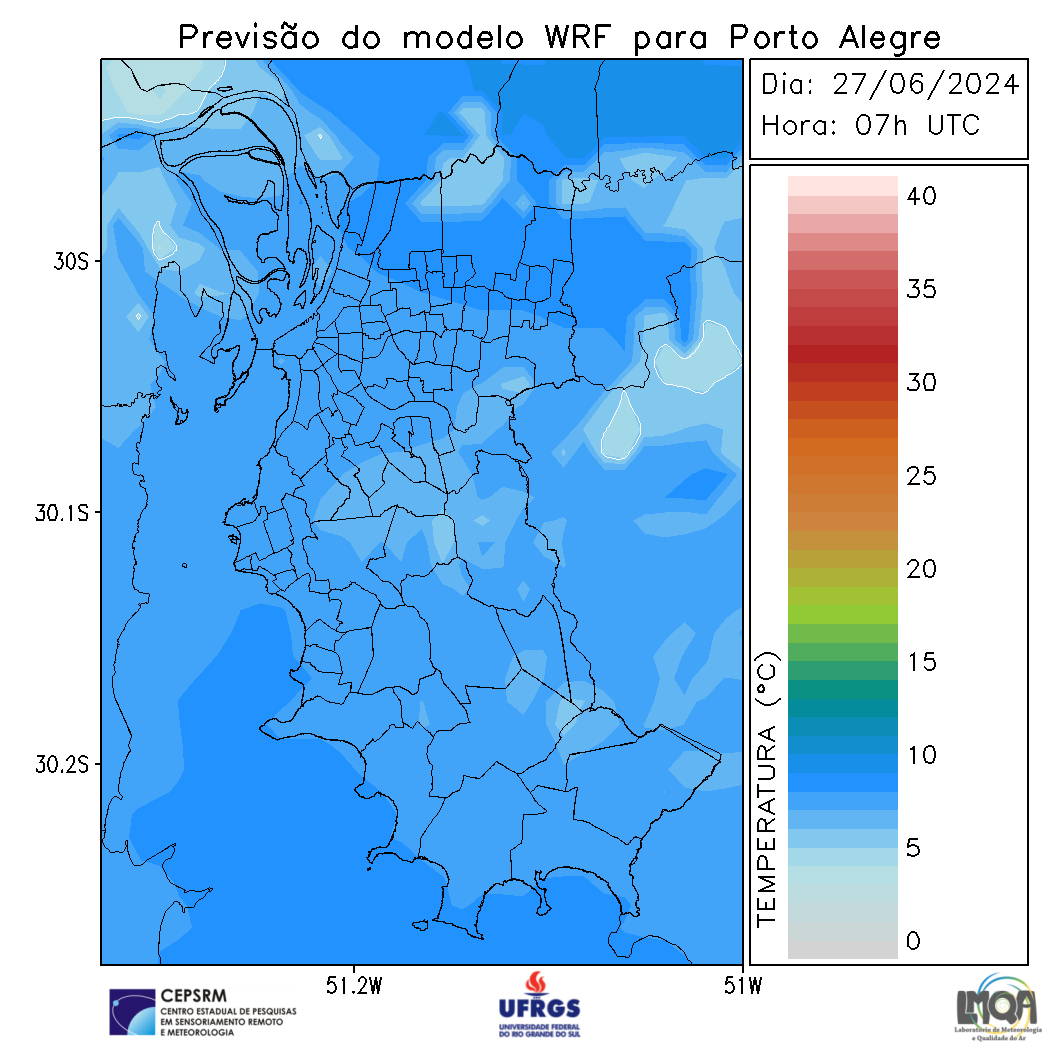 Previsão do modelo WRF para Porto Alegre
Dia: 27/06/2024
Hora: 07h UTC
30S
30.1S
30.2S
51.2W
51W
TEMPERATURA (°C)
40
35
30
25
20
15
10
5
0
CEPSRM
CENTRO ESTADUAL DE PESQUISAS
EM SENSORIAMENTO REMOTO
E METEOROLOGIA
UFRGS
UNIVERSIDADE FEDERAL
DO RIO GRANDE DO SUL
LMQA
Laboratório de Meteorologia
e Qualidade do Ar